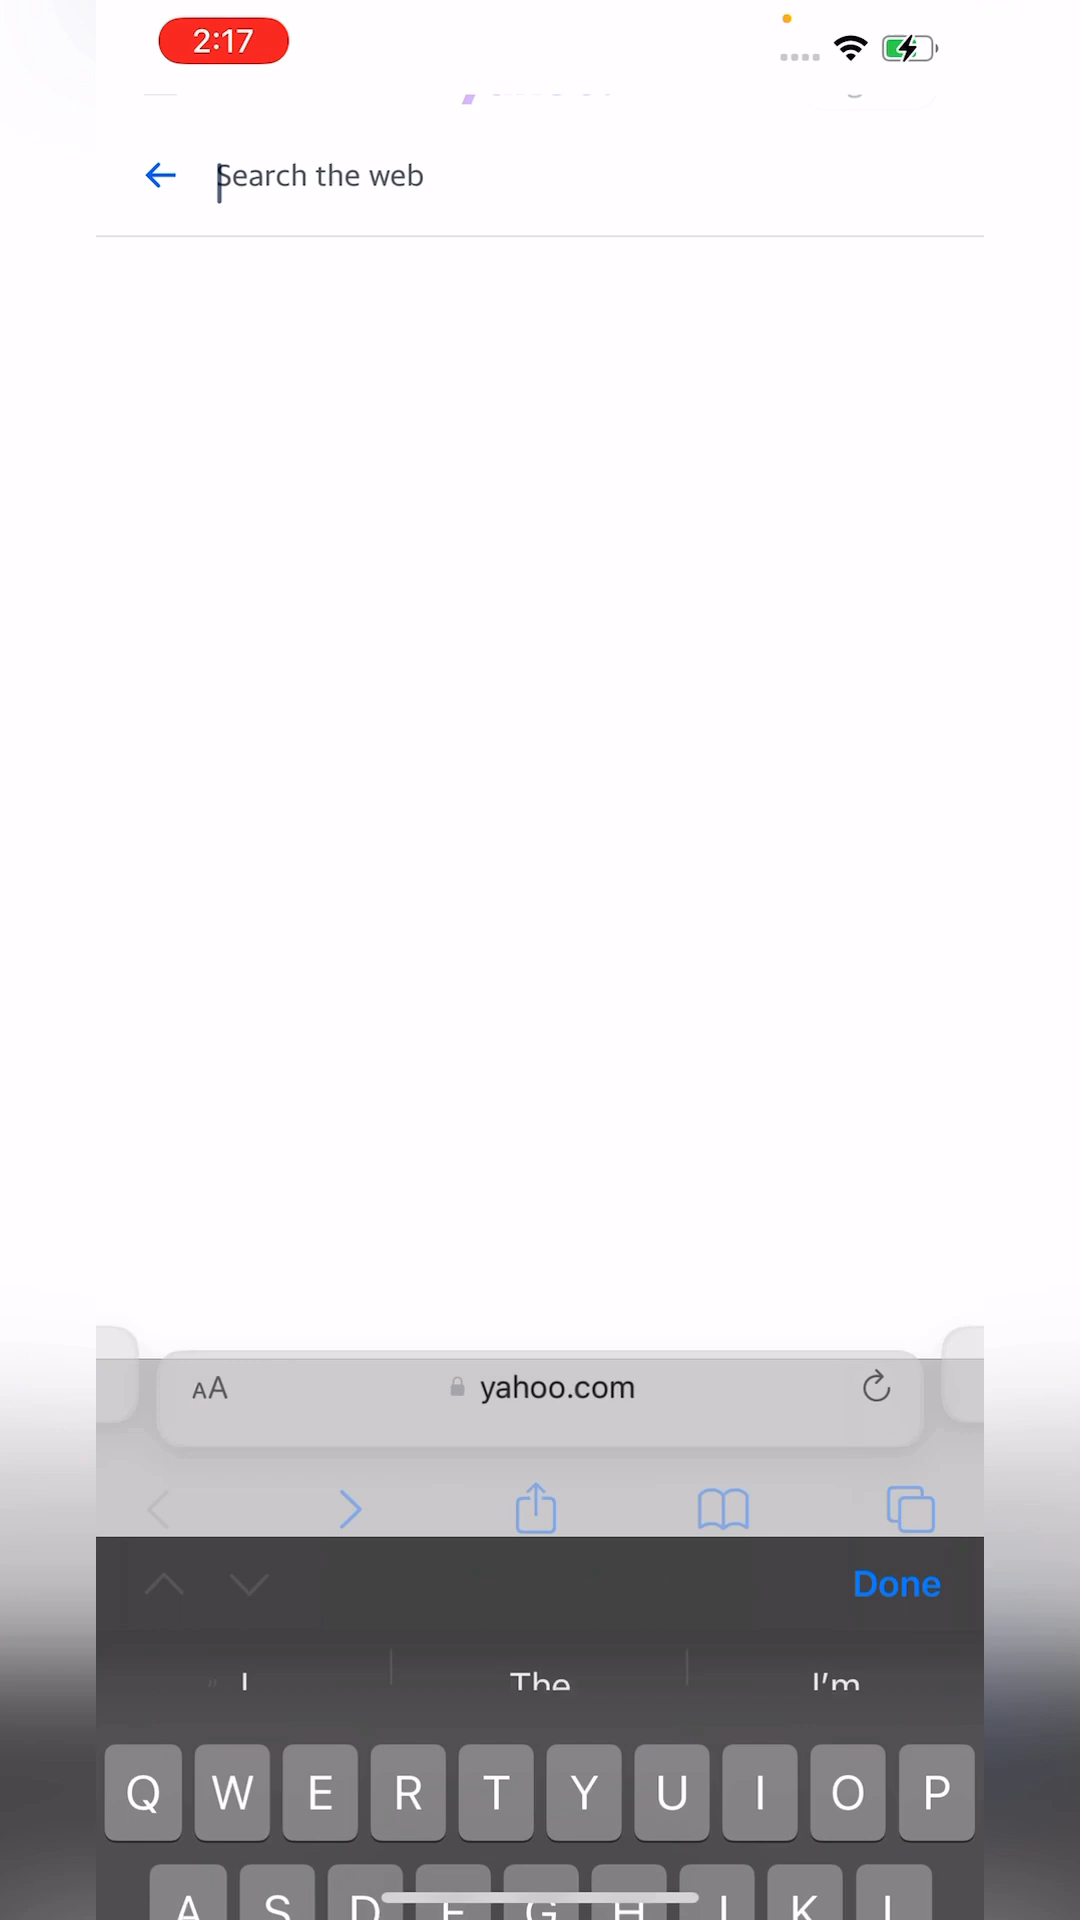 2:17
Search the web
AA
yahoo.com
Done
I
The
I'm
Q W E R T Y U I O P
A S D F G H J K L